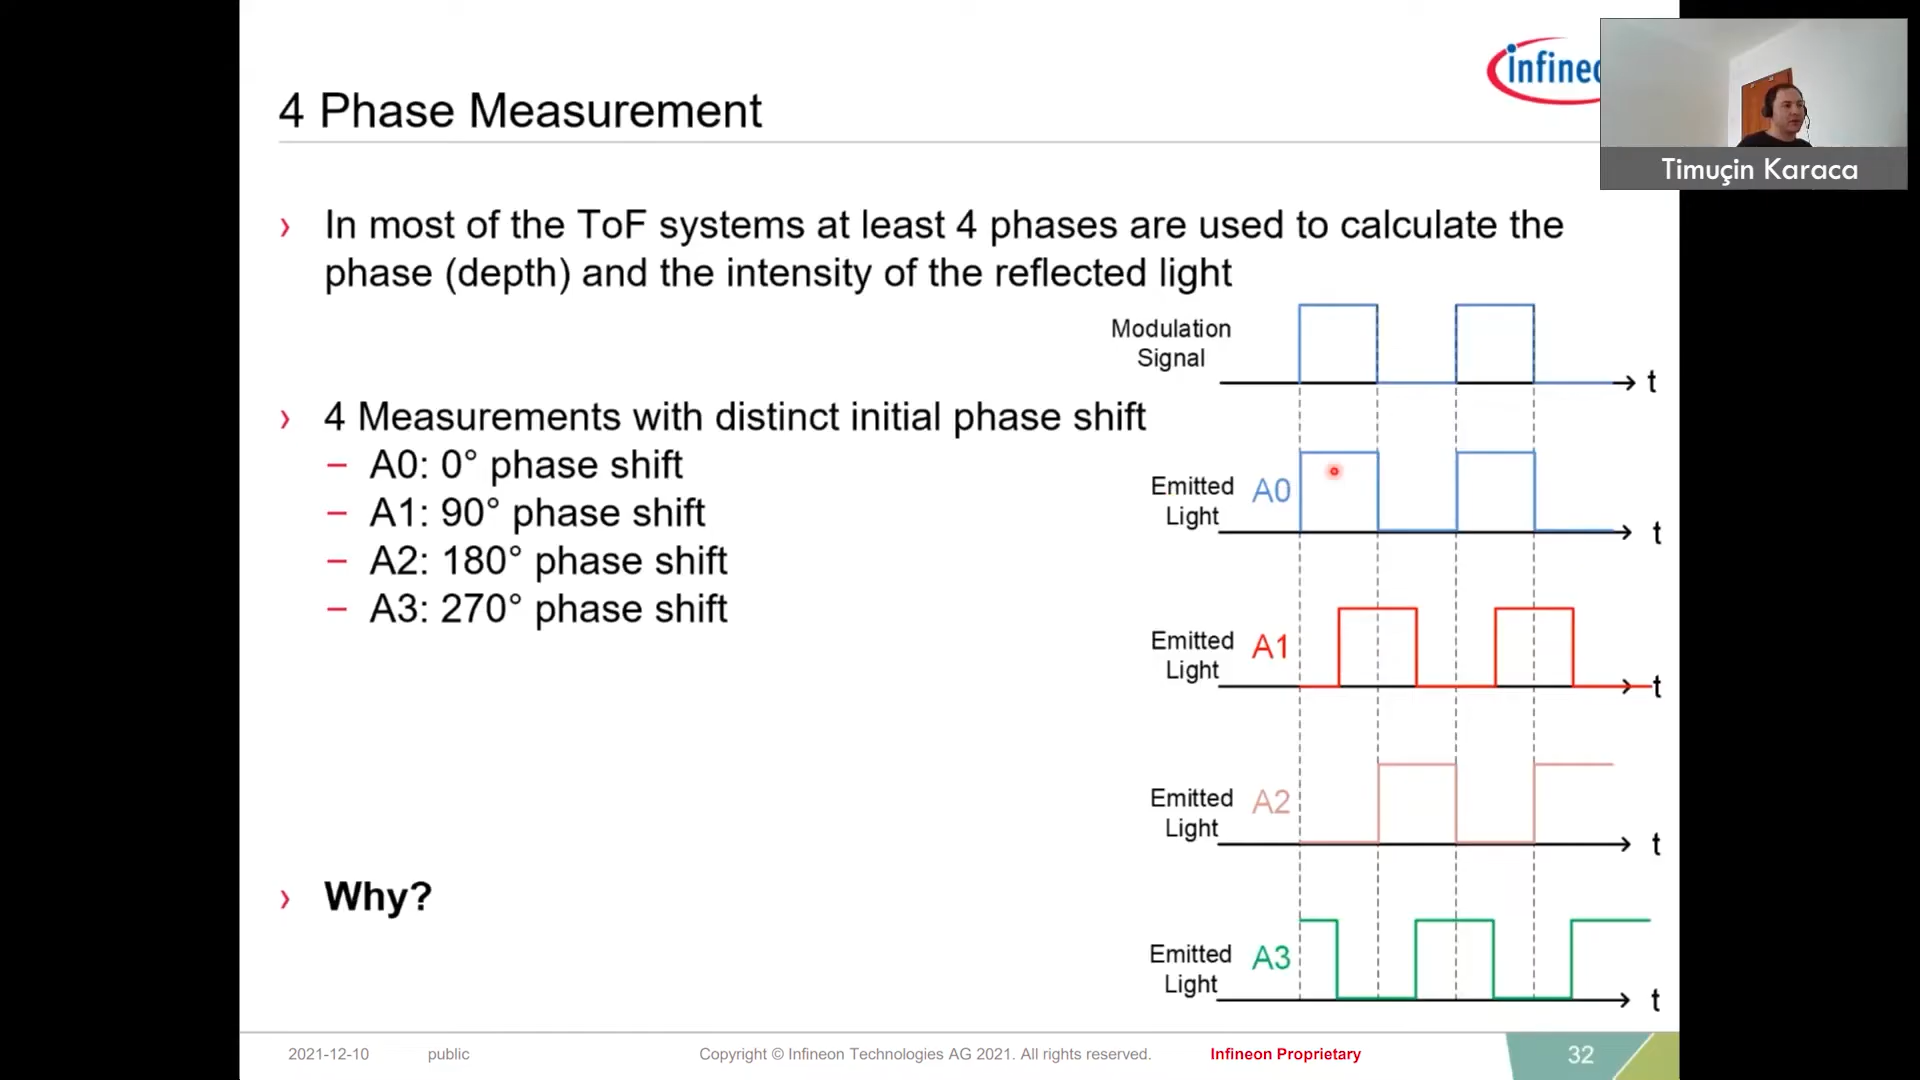 infineo
4 Phase Measurement
Timuçin Karaca
› In most of the ToF systems at least 4 phases are used to calculate the
phase (depth) and the intensity of the reflected light
Modulation
Signal
t
› 4 Measurements with distinct initial phase shift
– A0: 0° phase shift
– A1: 90° phase shift
– A2: 180° phase shift
– A3: 270° phase shift
Emitted
Light
A0
t
Emitted
Light
A1
t
Emitted
Light
A2
t
› Why?
Emitted
Light
A3
t
2021-12-10 public Copyright © Infineon Technologies AG 2021. All rights reserved. Infineon Proprietary 32